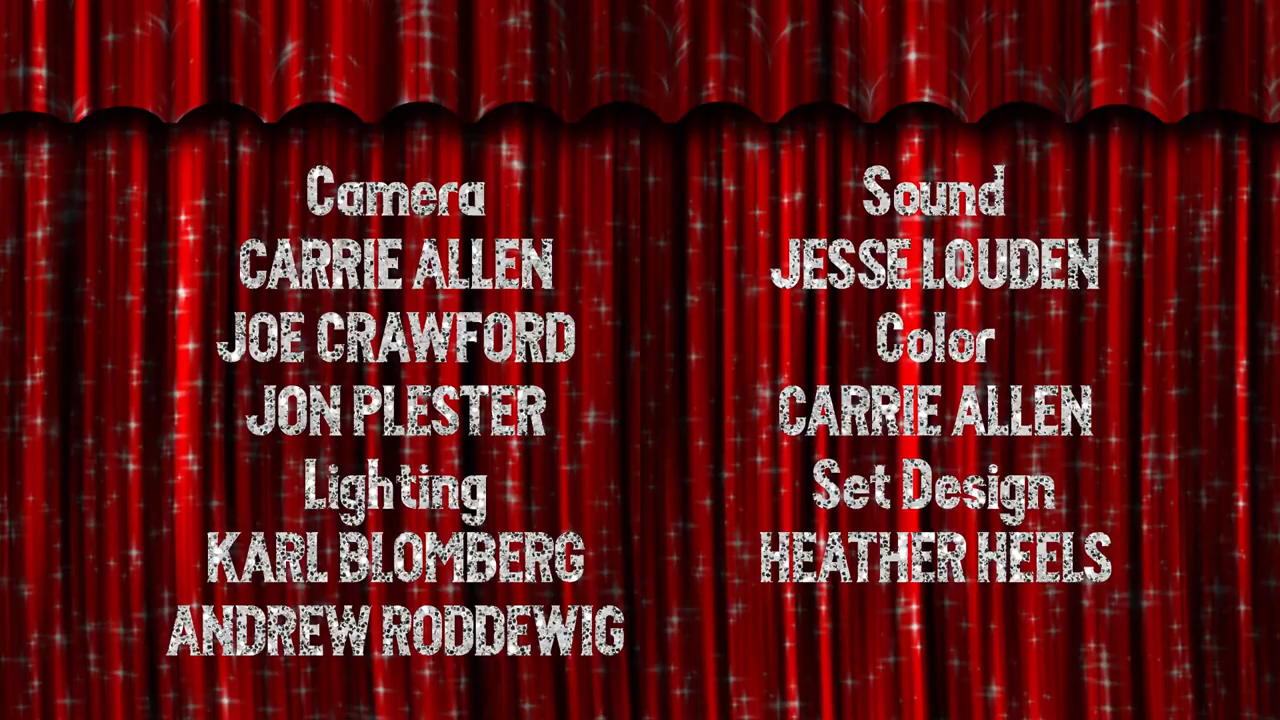 Camera
CARRIE ALLEN
JOE CRAWFORD
JON PLESTER
Lighting
KARL BLOMBERG
ANDREW RODDEWIG
Sound
JESSE LOUDEN
Color
CARRIE ALLEN
Set Design
HEATHER HEELS